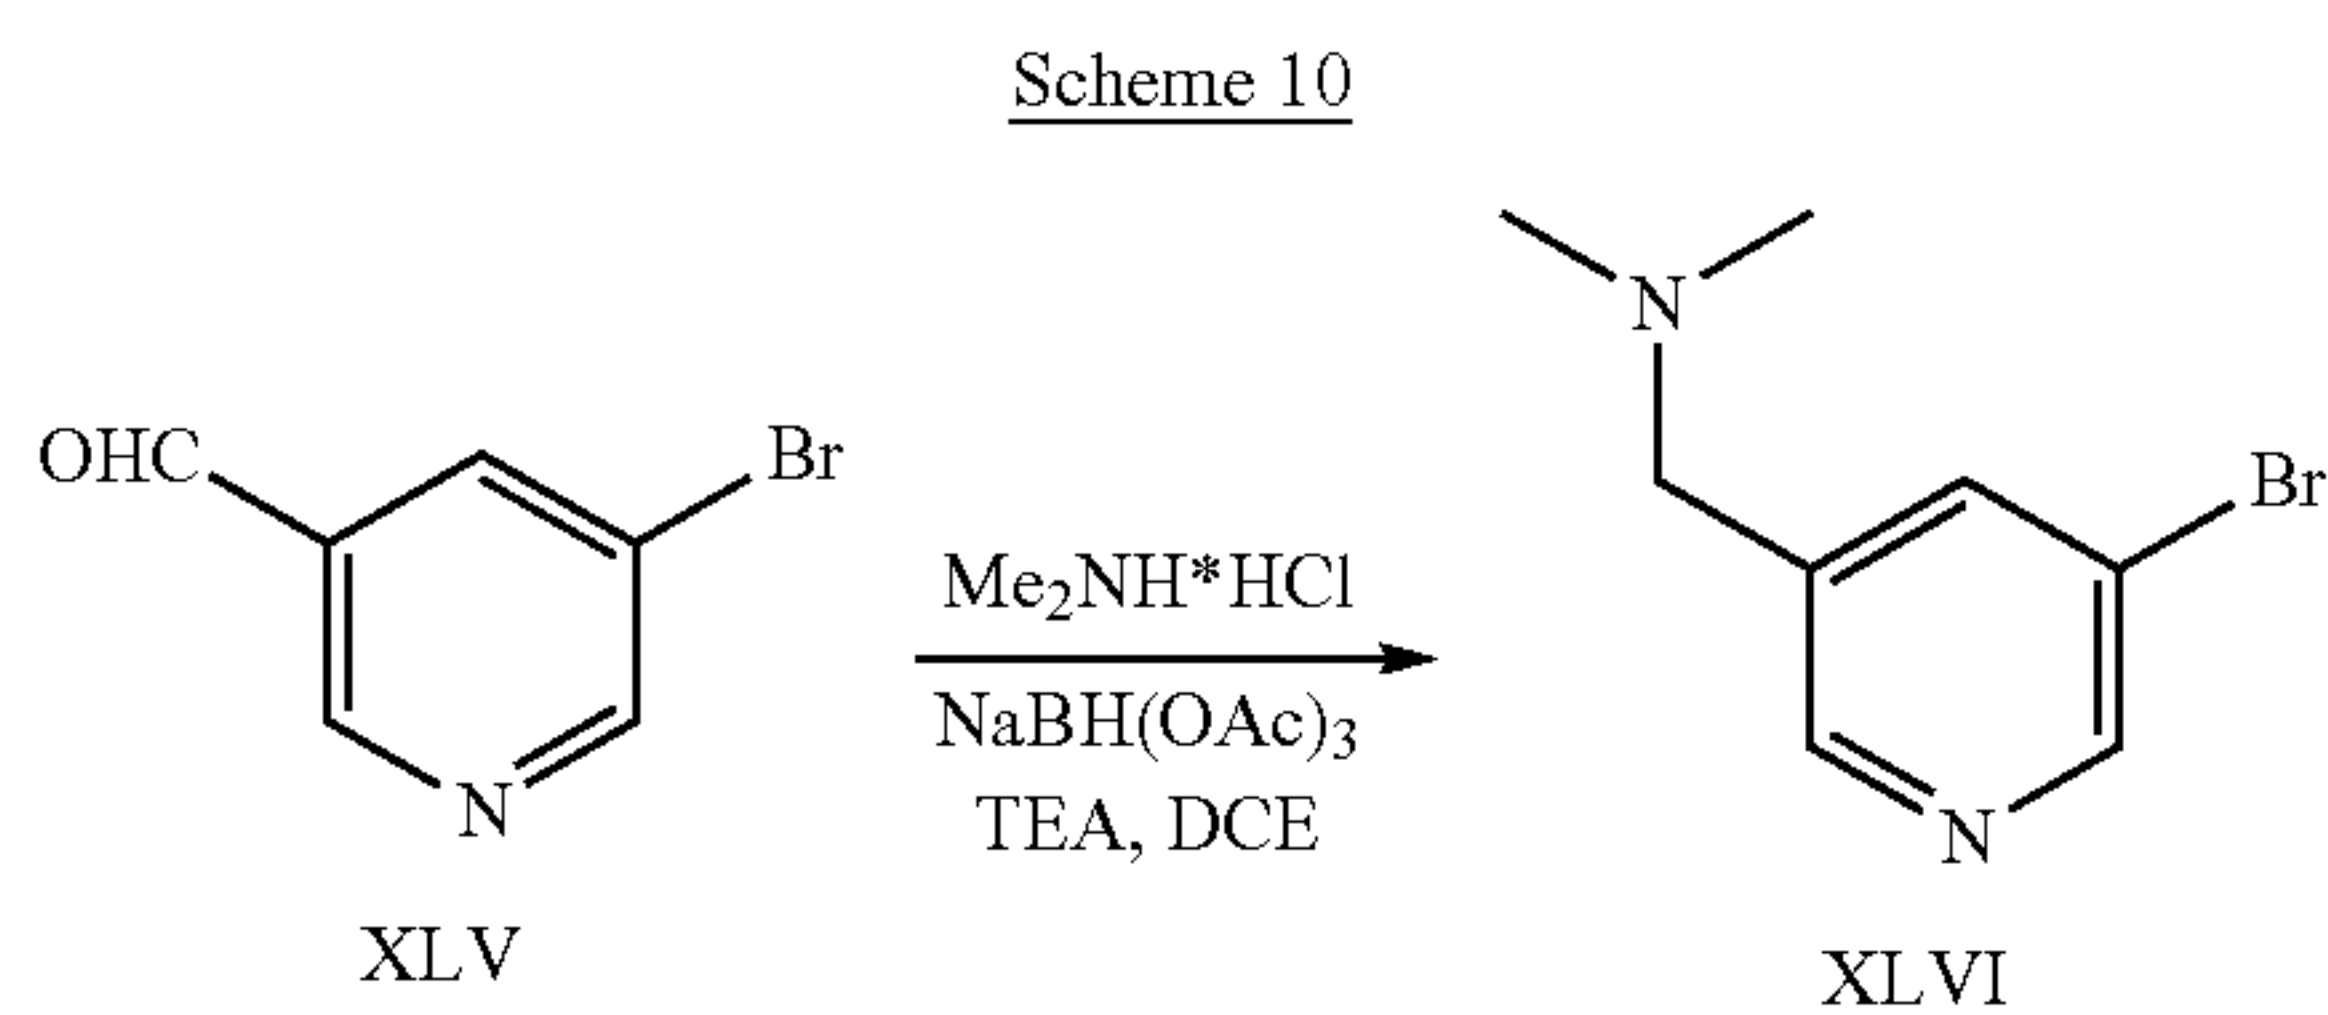 Scheme 10
OHC
Br
N
XLV
Me₂NH*HCl
NaBH(OAc)₃
TEA, DCE
N
Br
N
XLVI